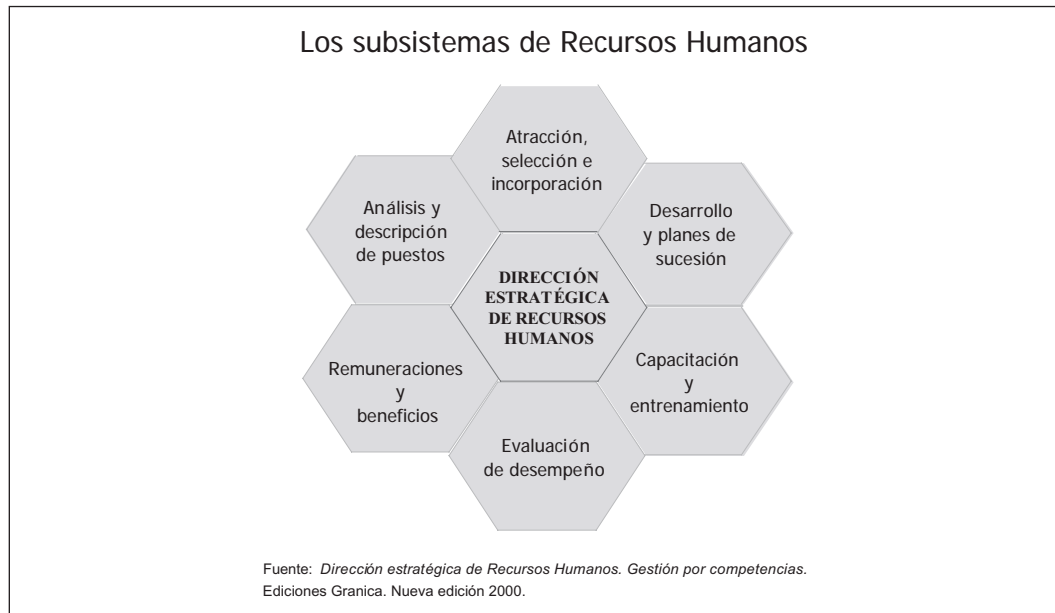 Los subsistemas de Recursos Humanos
Atracción,
selección e
incorporación
Análisis y
descripción
de puestos
Desarrollo
y planes de
sucesión
DIRECCIÓN
ESTRATÉGICA
DE RECURSOS
HUMANOS
Remuneraciones
y
beneficios
Capacitación
y
entrenamiento
Evaluación
de desempeño
Fuente: Dirección estratégica de Recursos Humanos. Gestión por competencias.
Ediciones Granica. Nueva edición 2000.